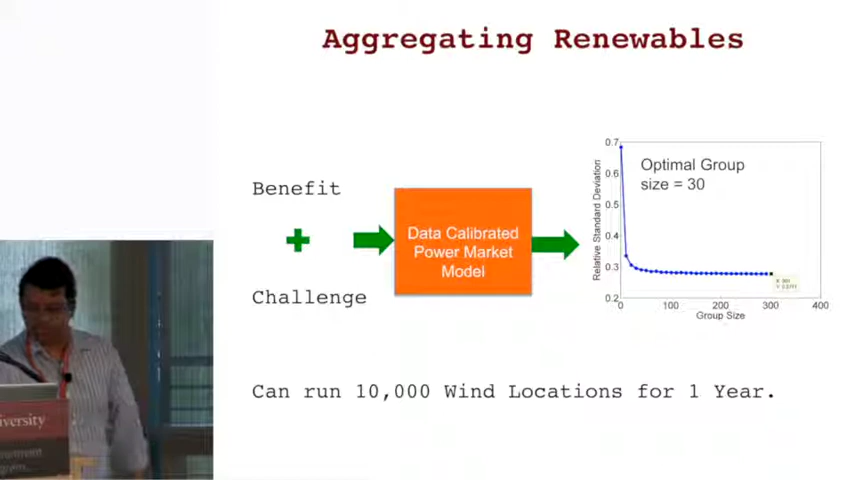 Aggregating Renewables
Benefit
Challenge
Data Calibrated
Power Market
Model
Optimal Group
size = 30
Relative Standard Deviation
0.7
0.6
0.5
0.4
0.3
0.2
100
200
300
400
Group Size
Can run 10,000 Wind Locations for 1 Year.
iversity